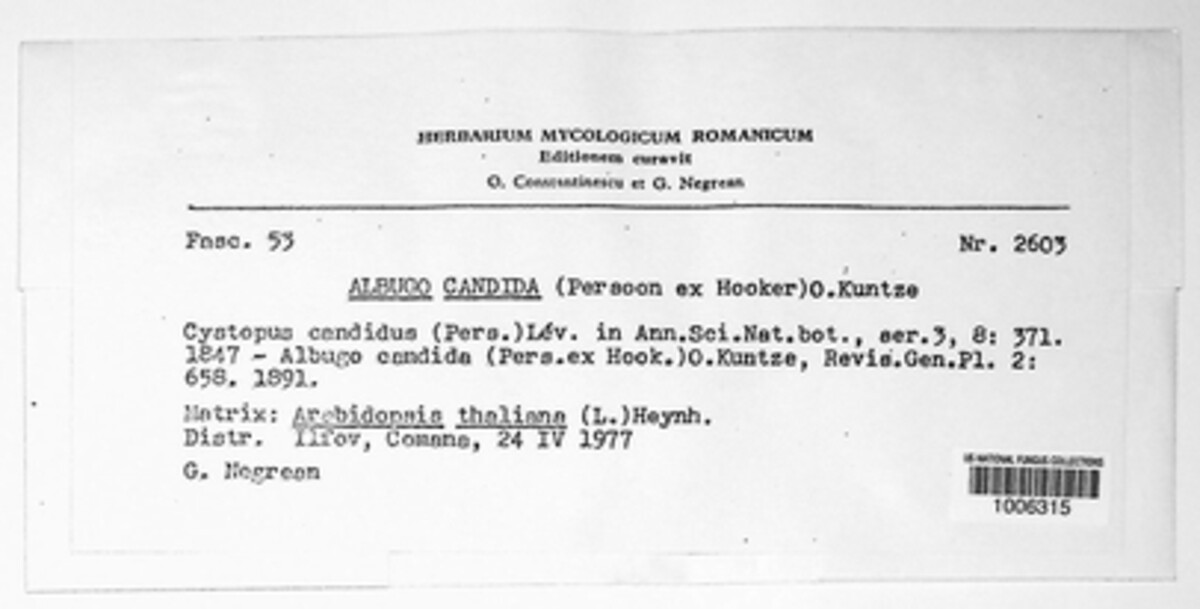 HERBARIUM MYCOLOGICUM ROMANICUM
Editionem curavit
O. Constantinescu et G. Negrean
Fasc. 53 Nr. 2603
ALBUGO CANDIDA (Persoon ex Hooker)O.Kuntze
Cystopus candidus (Pers.)Lév. in Ann.Sci.Nat.bot., ser.3, 8: 371.
1847 - Albugo candida (Pers.ex Hook.)O.Kuntze, Revis.Gen.Pl. 2:
658. 1891.
Matrix: Arabidopsis thaliana (L.)Heynh.
Distr. Ilfov, Comana, 24 IV 1977
G. Negrean
US NATIONAL FUNGUS COLLECTIONS
1006315